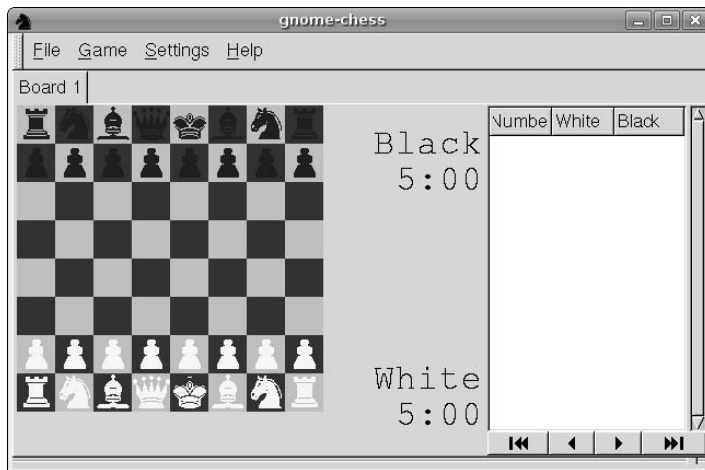 gnome-chess
File Game Settings Help
Board 1
Black
5:00
Numbe White Black
White
5:00